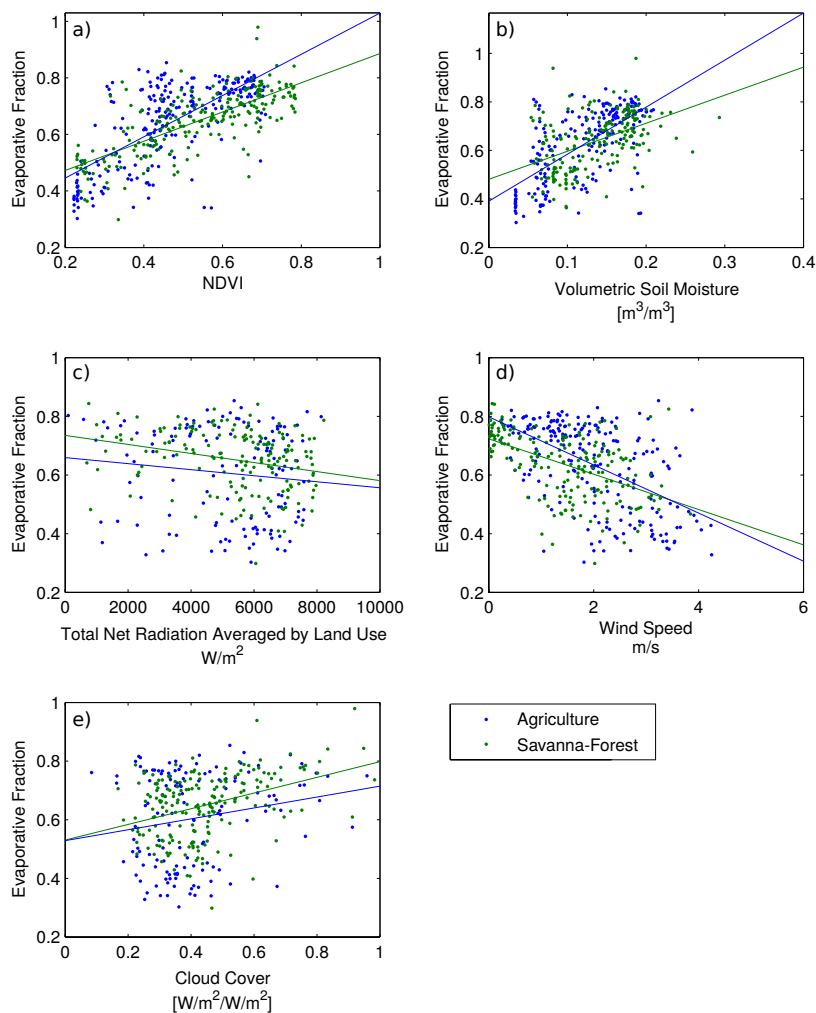 a)
Evaporative Fraction
1
0.8
0.6
0.4
0.2
0.2 0.4 0.6 0.8 1
NDVI
b)
Evaporative Fraction
1
0.8
0.6
0.4
0.2
0 0.1 0.2 0.3 0.4
Volumetric Soil Moisture
[m³/m³]
c)
Evaporative Fraction
1
0.8
0.6
0.4
0.2
0 2000 4000 6000 8000 10000
Total Net Radiation Averaged by Land Use
W/m²
d)
Evaporative Fraction
1
0.8
0.6
0.4
0.2
0 2 4 6
Wind Speed
m/s
e)
Evaporative Fraction
1
0.8
0.6
0.4
0.2
0 0.2 0.4 0.6 0.8 1
Cloud Cover
[W/m²/W/m²]
Agriculture
Savanna-Forest